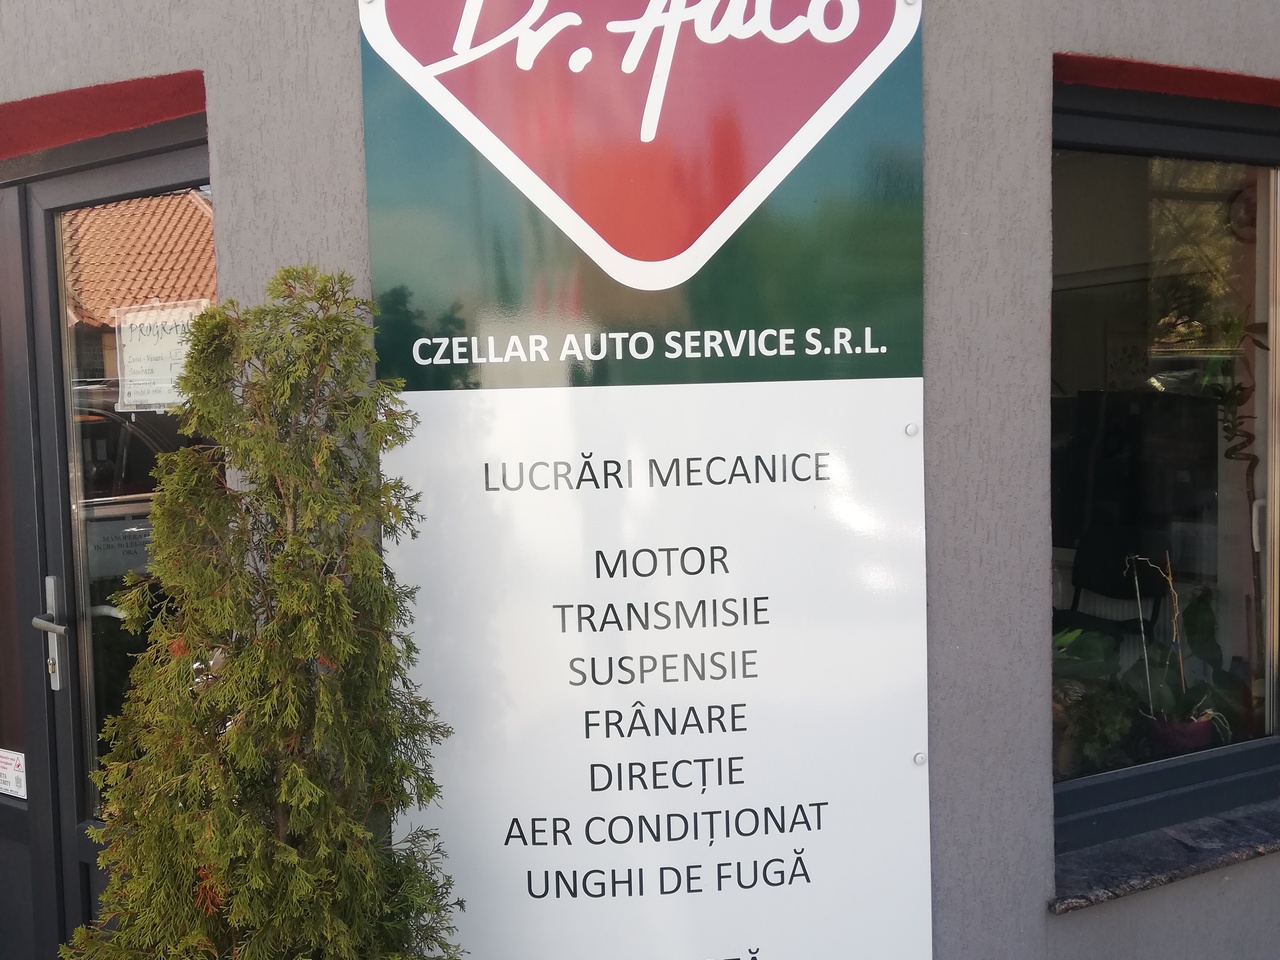 Dr. Auto
CZELLAR AUTO SERVICE S.R.L.
LUCRĂRI MECANICE
MOTOR
TRANSMISIE
SUSPENSIE
FRÂNARE
DIRECȚIE
AER CONDIȚIONAT
UNGHI DE FUGĂ